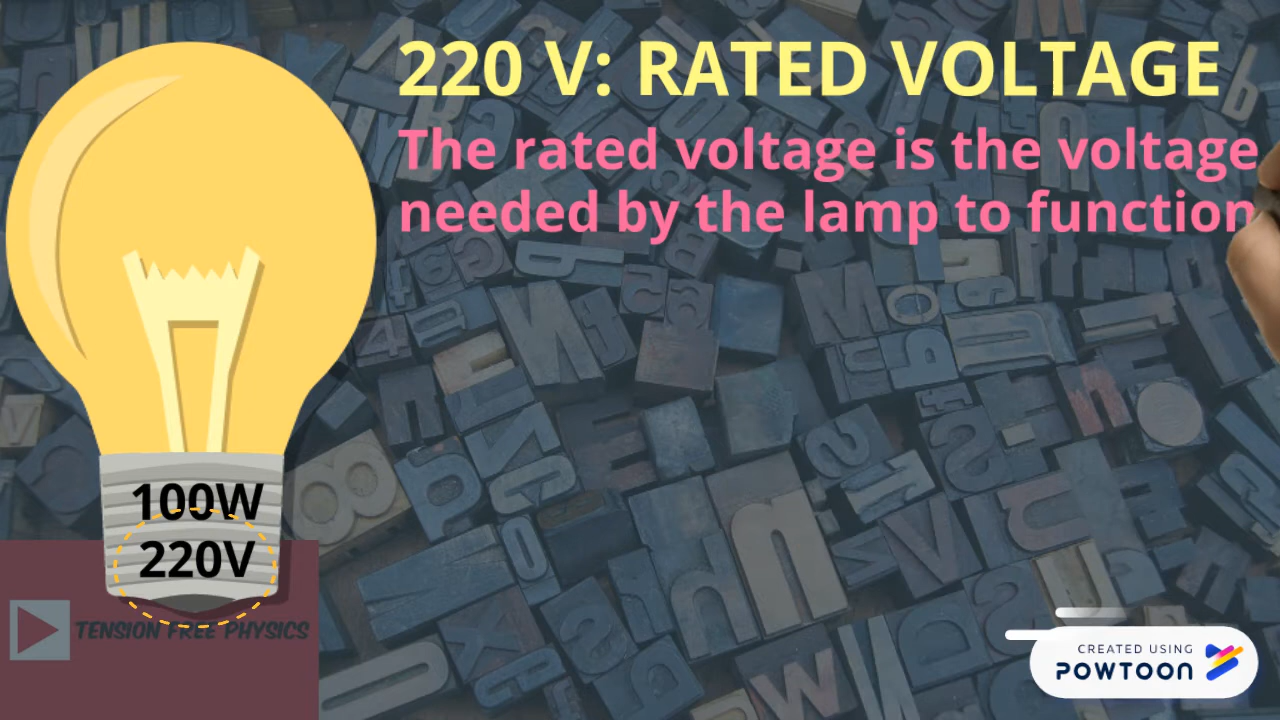 220 V: RATED VOLTAGE
The rated voltage is the voltage
needed by the lamp to function
100W
220V
TENSION FREE PHYSICS
CREATED USING
POWTOON